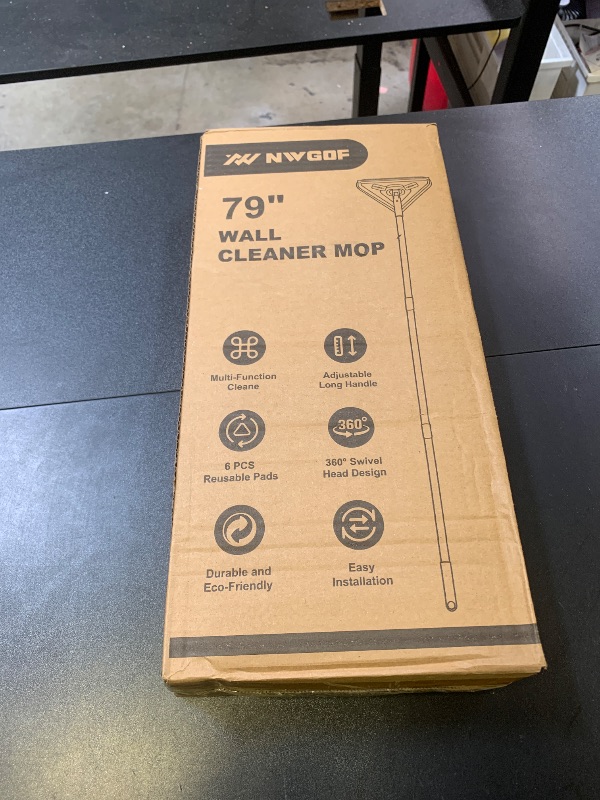 NWGOF
79"
WALL
CLEANER MOP
Multi-Function
Cleane
Adjustable
Long Handle
360°
6 PCS
Reusable Pads
360° Swivel
Head Design
Durable and
Eco-Friendly
Easy
Installation